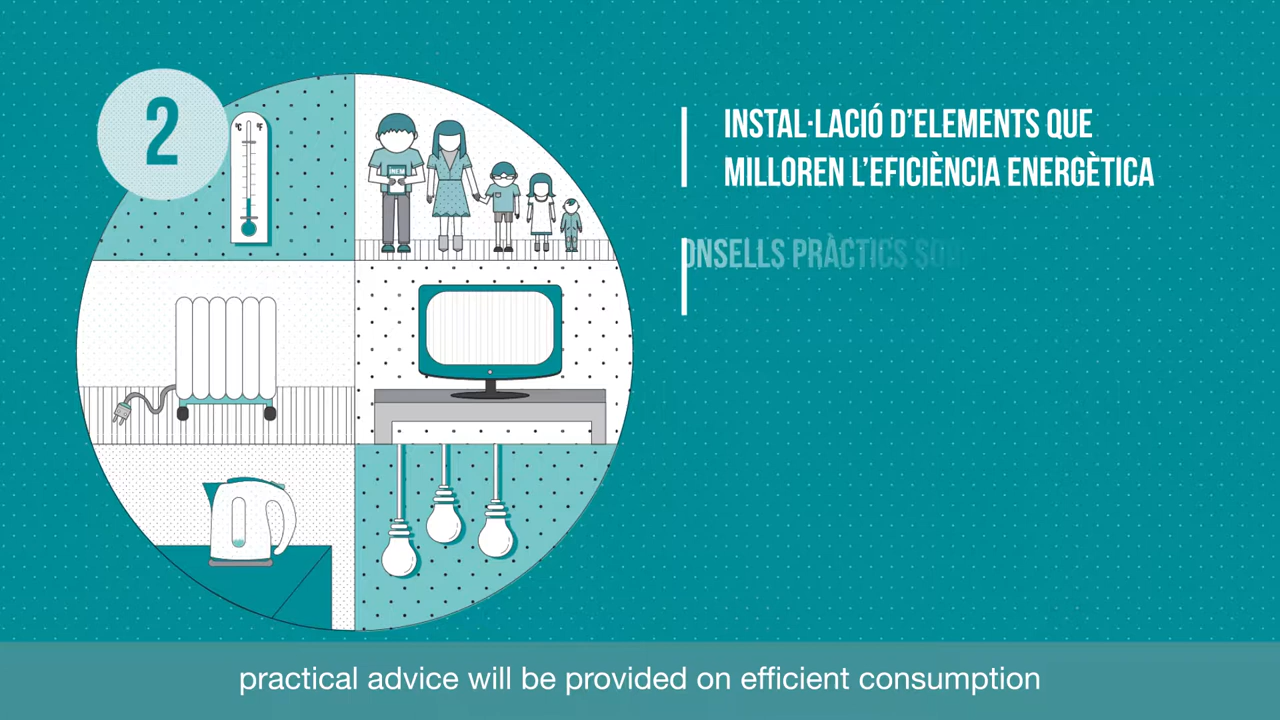 2
°C °F
INSTAL·LACIÓ D'ELEMENTS QUE
MILLOREN L'EFICIÈNCIA ENERGÈTICA
ONSELLS PRÀCTICS
practical advice will be provided on efficient consumption